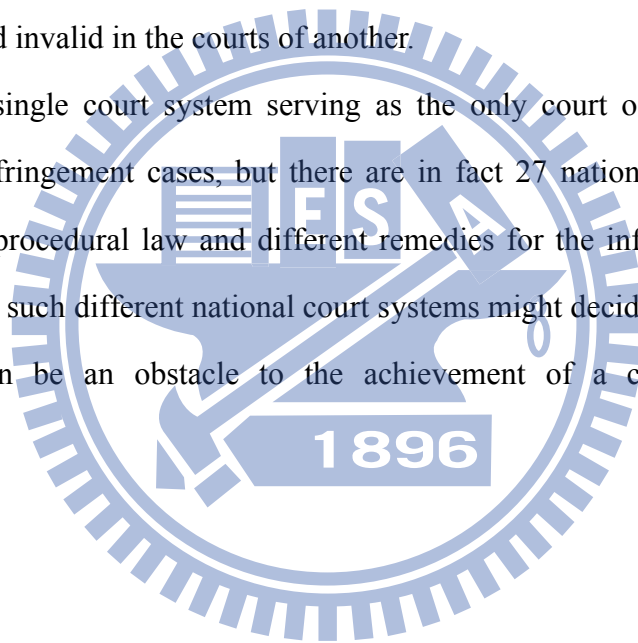 d invalid in the courts of another.
single court system serving as the only court o
fringement cases, but there are in fact 27 nation
procedural law and different remedies for the inf
such different national court systems might decid
n be an obstacle to the achievement of a c
E S A
1896